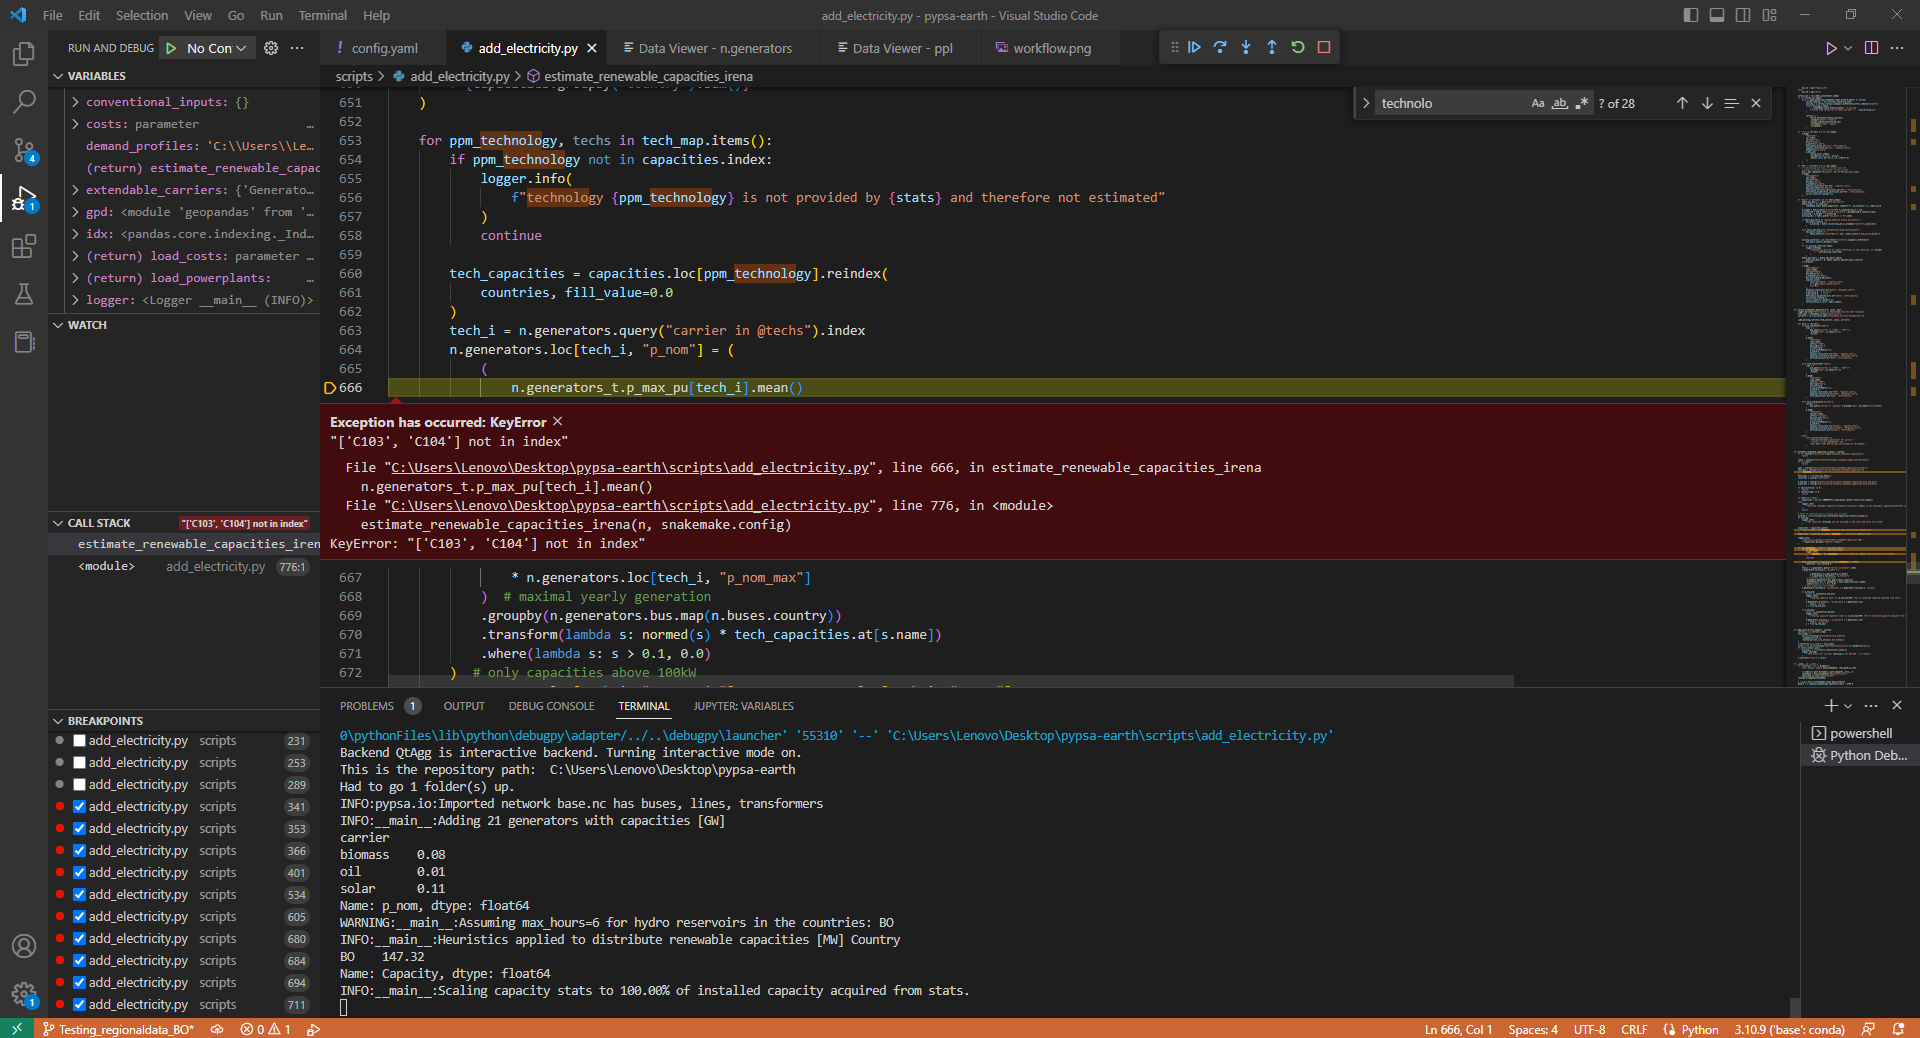 File Edit Selection View Go Run Terminal Help
add_electricity.py - pypsa-earth - Visual Studio Code
RUN AND DEBUG No Con
config.yaml
add_electricity.py
Data Viewer - n.generators
Data Viewer - ppl
workflow.png
VARIABLES
conventional_inputs: {}
costs: parameter ...
demand_profiles: 'C:\\Users\\Le...
(return) estimate_renewable_capac
extendable_carriers: {'Generato...
gpd: <module 'geopandas' from '...
idx: <pandas.core.indexing._Ind...
(return) load_costs: parameter ...
(return) load_powerplants: ...
logger: <Logger __main__ (INFO)>
WATCH
CALL STACK "['C103', 'C104'] not in index"
estimate_renewable_capacities_iren
<module> add_electricity.py 776:1
BREAKPOINTS
add_electricity.py scripts 231
add_electricity.py scripts 253
add_electricity.py scripts 289
add_electricity.py scripts 341
add_electricity.py scripts 353
add_electricity.py scripts 366
add_electricity.py scripts 401
add_electricity.py scripts 534
add_electricity.py scripts 605
add_electricity.py scripts 680
add_electricity.py scripts 684
add_electricity.py scripts 694
add_electricity.py scripts 711
scripts > add_electricity.py > estimate_renewable_capacities_irena
technolo Aa ab ? of 28
651 )
652
653 for ppm_technology, techs in tech_map.items():
654 if ppm_technology not in capacities.index:
655 logger.info(
656 f"technology {ppm_technology} is not provided by {stats} and therefore not estimated"
657 )
658 continue
659
660 tech_capacities = capacities.loc[ppm_technology].reindex(
661 countries, fill_value=0.0
662 )
663 tech_i = n.generators.query("carrier in @techs").index
664 n.generators.loc[tech_i, "p_nom"] = (
665 (
666 n.generators_t.p_max_pu[tech_i].mean()
Exception has occurred: KeyError
"['C103', 'C104'] not in index"
File "C:\Users\Lenovo\Desktop\pypsa-earth\scripts\add_electricity.py", line 666, in estimate_renewable_capacities_irena
n.generators_t.p_max_pu[tech_i].mean()
File "C:\Users\Lenovo\Desktop\pypsa-earth\scripts\add_electricity.py", line 776, in <module>
estimate_renewable_capacities_irena(n, snakemake.config)
KeyError: "['C103', 'C104'] not in index"
667 * n.generators.loc[tech_i, "p_nom_max"]
668 ) # maximal yearly generation
669 .groupby(n.generators.bus.map(n.buses.country))
670 .transform(lambda s: normed(s) * tech_capacities.at[s.name])
671 .where(lambda s: s > 0.1, 0.0)
672 ) # only capacities above 100kW
PROBLEMS 1 OUTPUT DEBUG CONSOLE TERMINAL JUPYTER: VARIABLES
0\pythonFiles\lib\python\debugpy\adapter/../..\debugpy\launcher' '55310' '--' 'C:\Users\Lenovo\Desktop\pypsa-earth\scripts\add_electricity.py'
Backend QtAgg is interactive backend. Turning interactive mode on.
This is the repository path:  C:\Users\Lenovo\Desktop\pypsa-earth
Had to go 1 folder(s) up.
INFO:pypsa.io:Imported network base.nc has buses, lines, transformers
INFO:__main__:Adding 21 generators with capacities [GW]
carrier
biomass    0.08
oil        0.01
solar      0.11
Name: p_nom, dtype: float64
WARNING:__main__:Assuming max_hours=6 for hydro reservoirs in the countries: BO
INFO:__main__:Heuristics applied to distribute renewable capacities [MW] Country
BO    147.32
Name: Capacity, dtype: float64
INFO:__main__:Scaling capacity stats to 100.00% of installed capacity acquired from stats.
powershell
Python Deb...
4
1
1
Testing_regionaldata_BO* 0 1
Ln 666, Col 1 Spaces: 4 UTF-8 CRLF Python 3.10.9 ('base': conda)